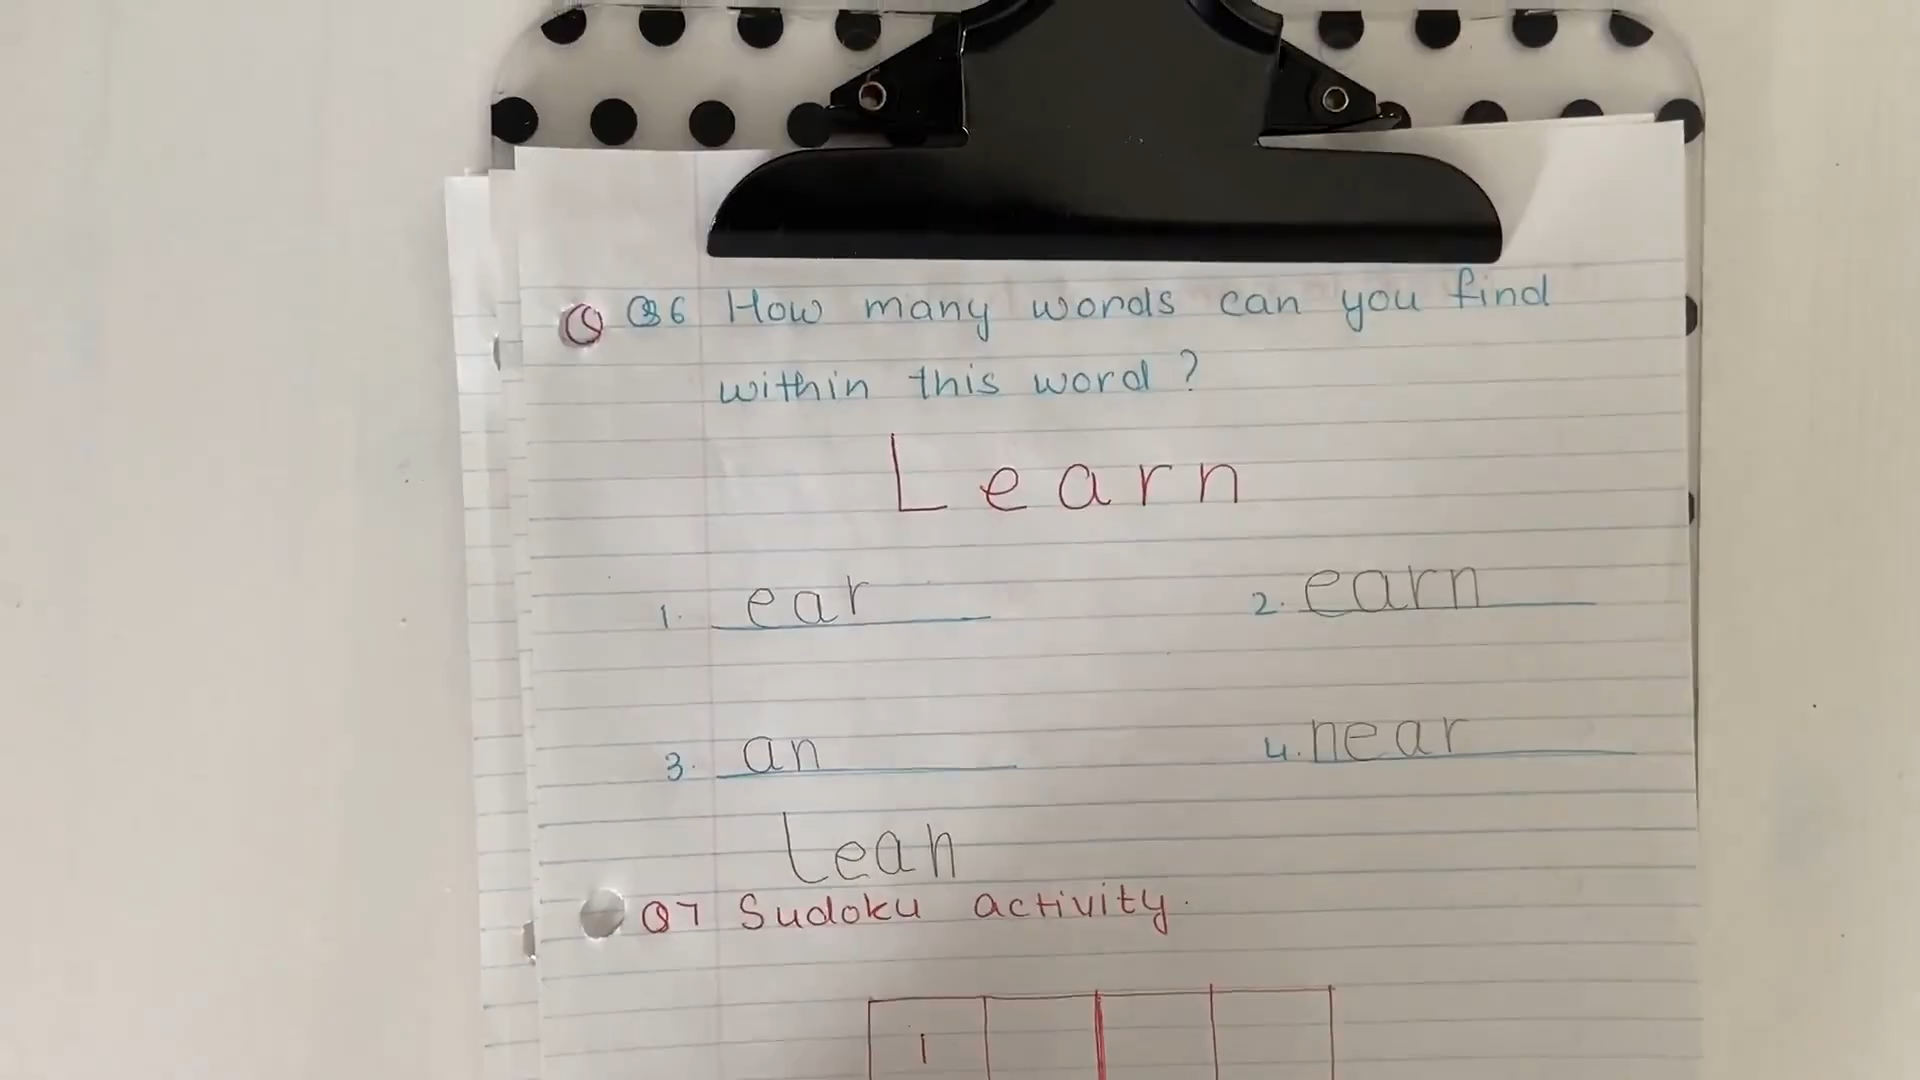 Q6 How many words can you find
within this word ?
Learn
1. ear 2. earn
3. an 4. near
Lean
Q7 Sudoku activity.
1